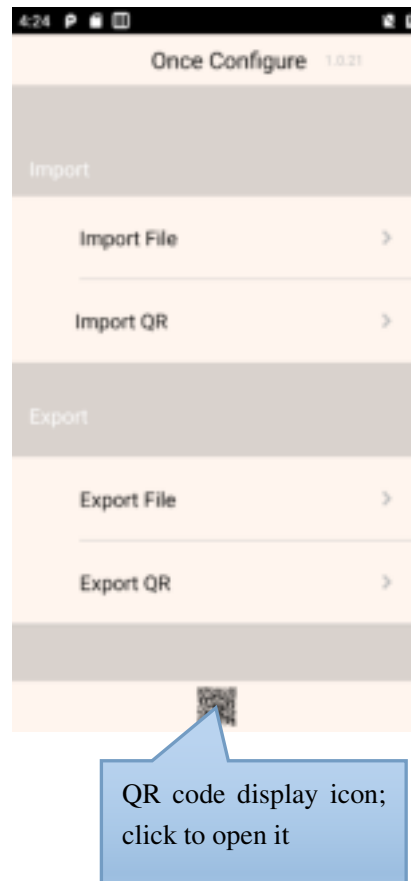 4:24
Once Configure 1.0.21
Import
Import File
Import QR
Export
Export File
Export QR
QR code display icon;
click to open it